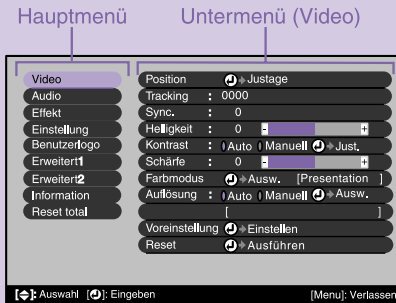 Hauptmenü Untermenü (Video)
Video
Audio
Effekt
Einstellung
Benutzerlogo
Erweitert1
Erweitert2
Information
Reset total
Position Justage
Tracking : 0000
Sync. : 0
Helligkeit : 0 - +
Kontrast : Auto Manuell Just.
Schärfe : 0 - +
Farbmodus Ausw. [Presentation ]
Auflösung : Auto Manuell Ausw.
[ ]
Voreinstellung Einstellen
Reset Ausführen
[ ]: Auswahl [ ]: Eingeben [Menu]: Verlassen